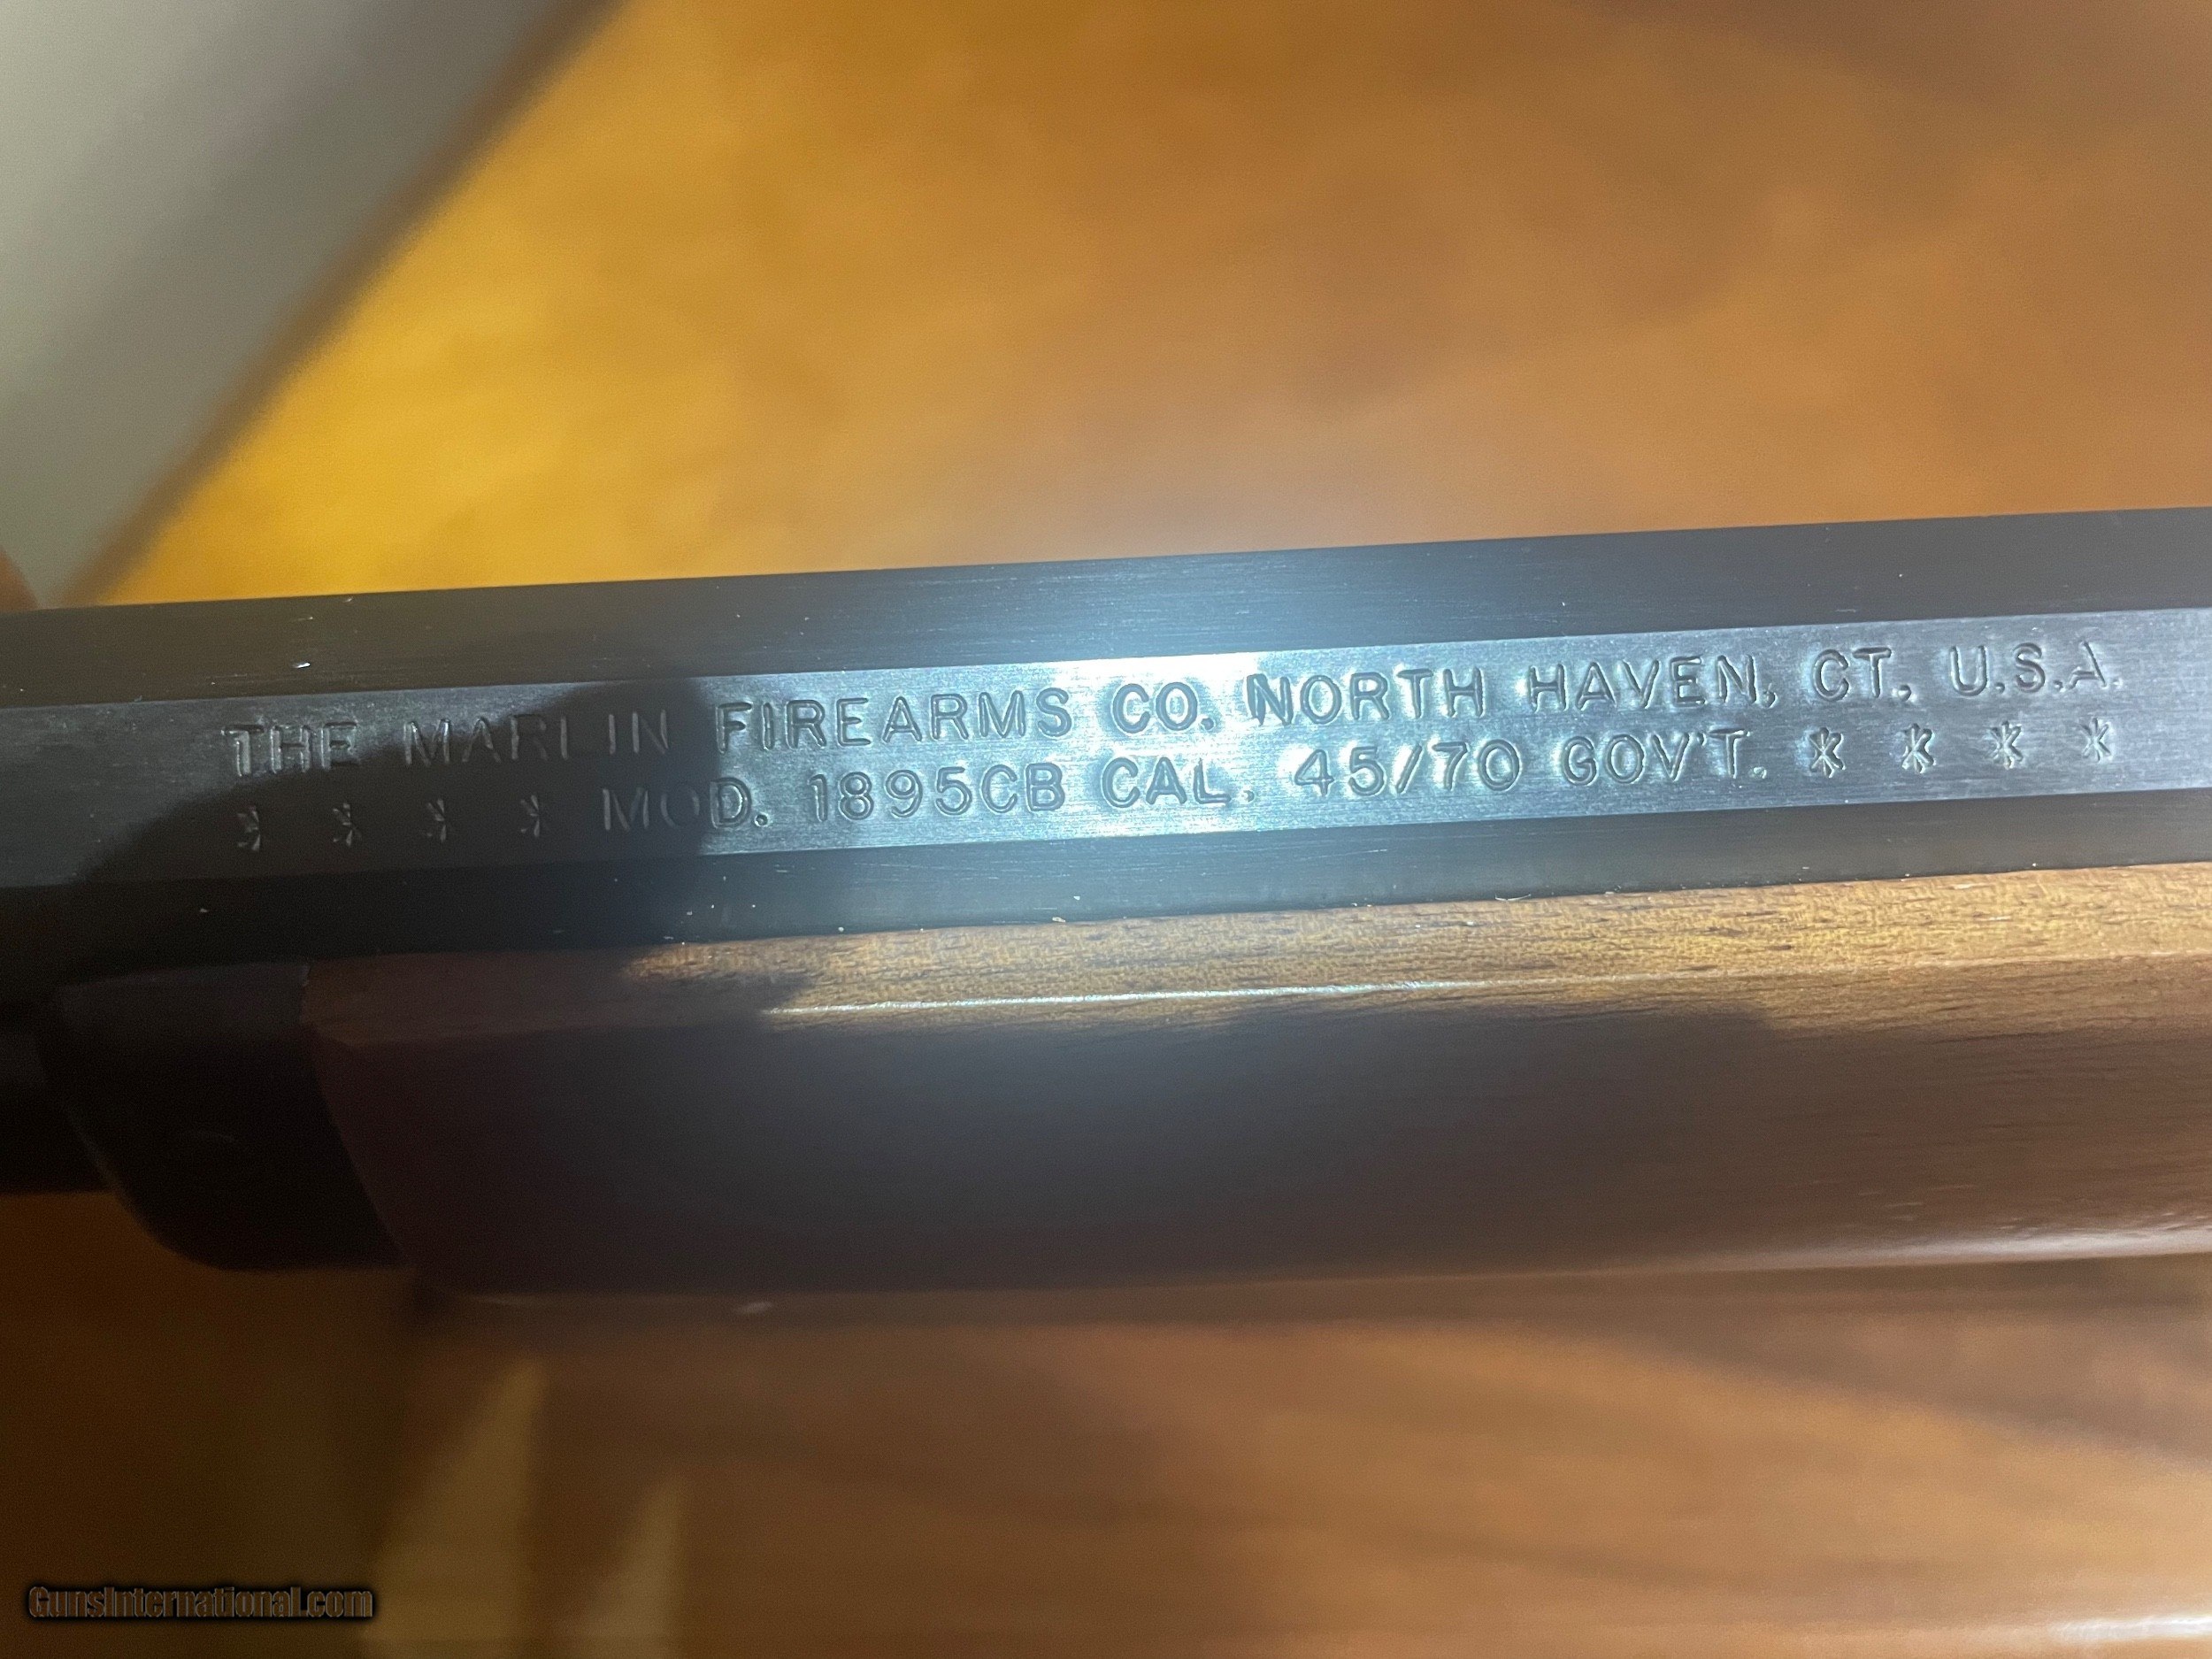 THE MARLIN FIREARMS CO. NORTH HAVEN, CT. U.S.A.
* * * * MOD. 1895CB CAL. 45/70 GOV'T. * * * *
GunsInternational.com